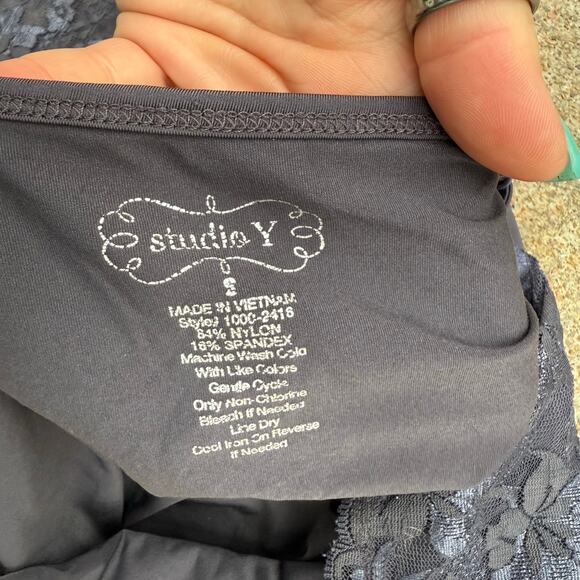 studio Y
S
MADE IN VIETNAM
Style# 1000-2416
84% NYLON
16% SPANDEX
Machine Wash Cold
With Like Colors
Gentle Cycle
Only Non-Chlorine
Bleach If Needed
Line Dry
Cool Iron On Reverse
If Needed